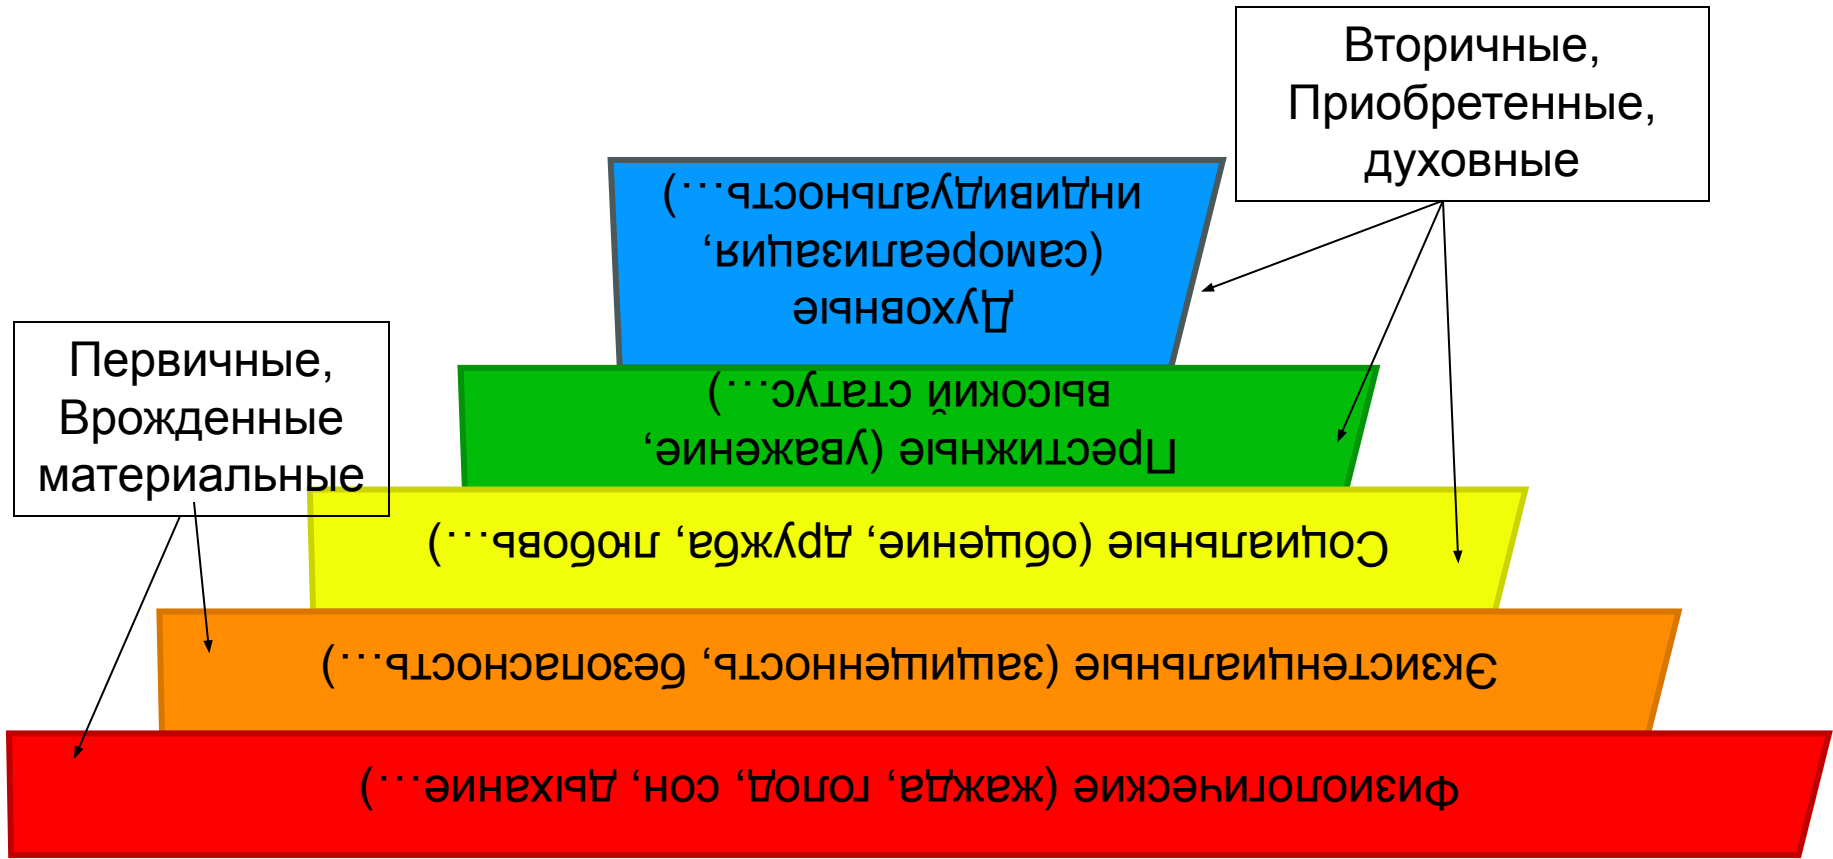 Вторичные,
Приобретенные,
духовные
Первичные,
Врожденные
материальные
Духовные
(самореализация,
индивидуальность…)
Престижные (уважение,
высокий статус…)
Социальные (общение, дружба, любовь…)
Экзистенциальные (защищенность, безопасность…)
Физиологические (жажда, голод, сон, дыхание…)